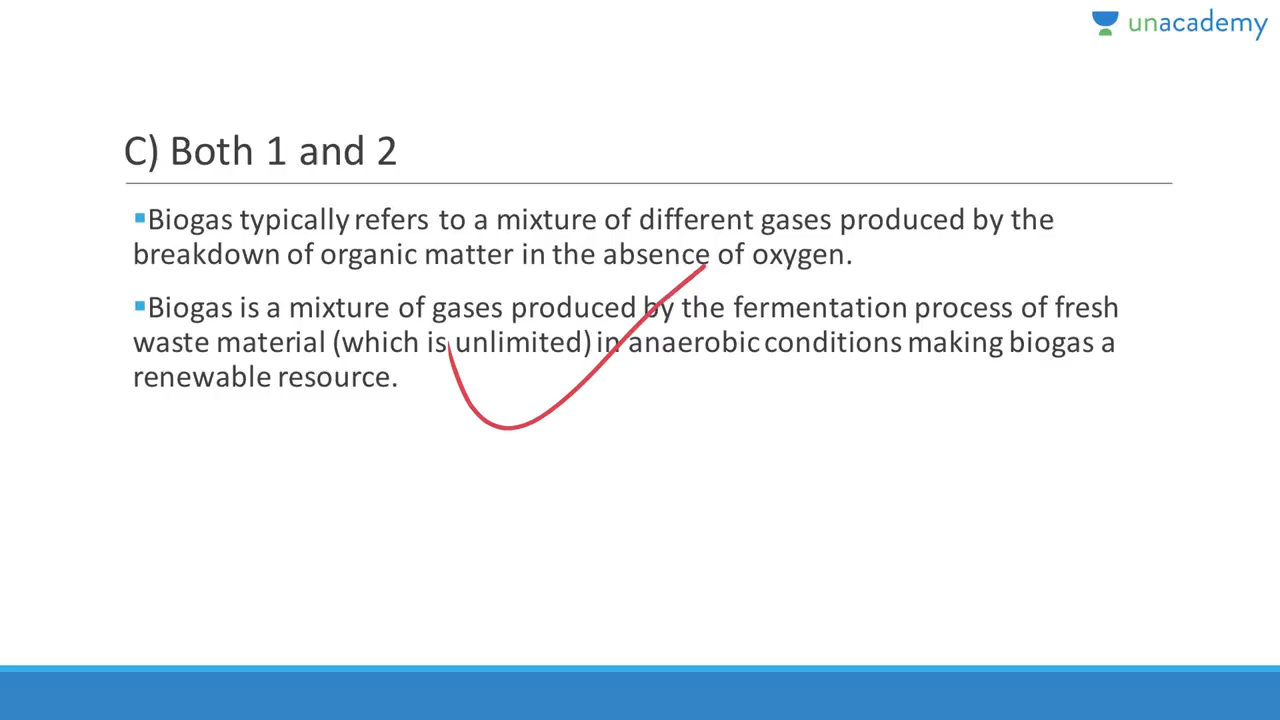 unacademy
C) Both 1 and 2
▪Biogas typically refers to a mixture of different gases produced by the
breakdown of organic matter in the absence of oxygen.
▪Biogas is a mixture of gases produced by the fermentation process of fresh
waste material (which is unlimited) in anaerobic conditions making biogas a
renewable resource.